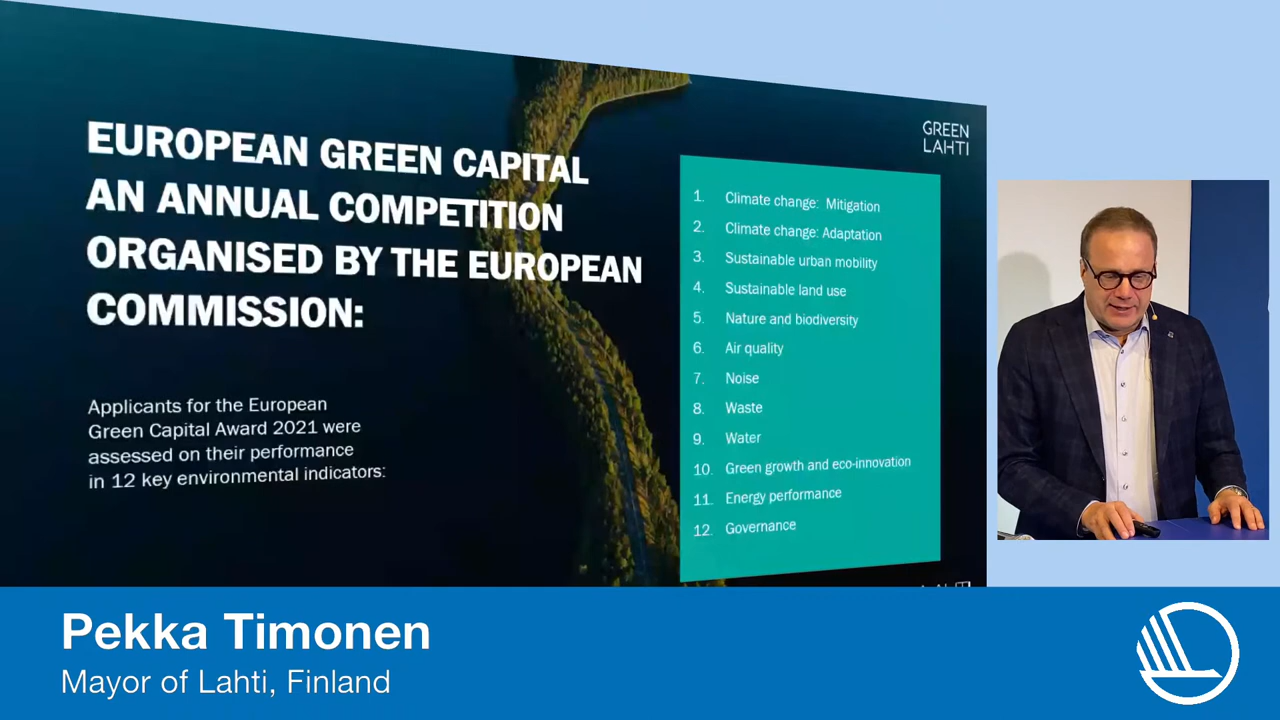 EUROPEAN GREEN CAPITAL
AN ANNUAL COMPETITION
ORGANISED BY THE EUROPEAN
COMMISSION:
Applicants for the European
Green Capital Award 2021 were
assessed on their performance
in 12 key environmental indicators:
GREEN
LAHTI
1. Climate change: Mitigation
2. Climate change: Adaptation
3. Sustainable urban mobility
4. Sustainable land use
5. Nature and biodiversity
6. Air quality
7. Noise
8. Waste
9. Water
10. Green growth and eco-innovation
11. Energy performance
12. Governance
Pekka Timonen
Mayor of Lahti, Finland